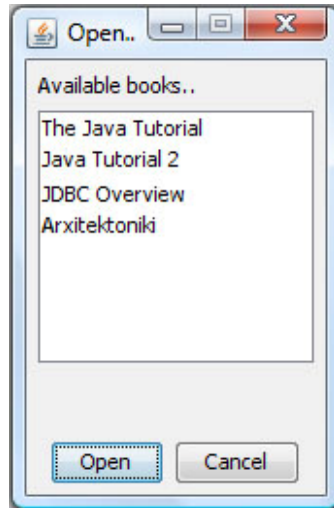 Open..
Available books..
The Java Tutorial
Java Tutorial 2
JDBC Overview
Arxitektoniki
Open
Cancel